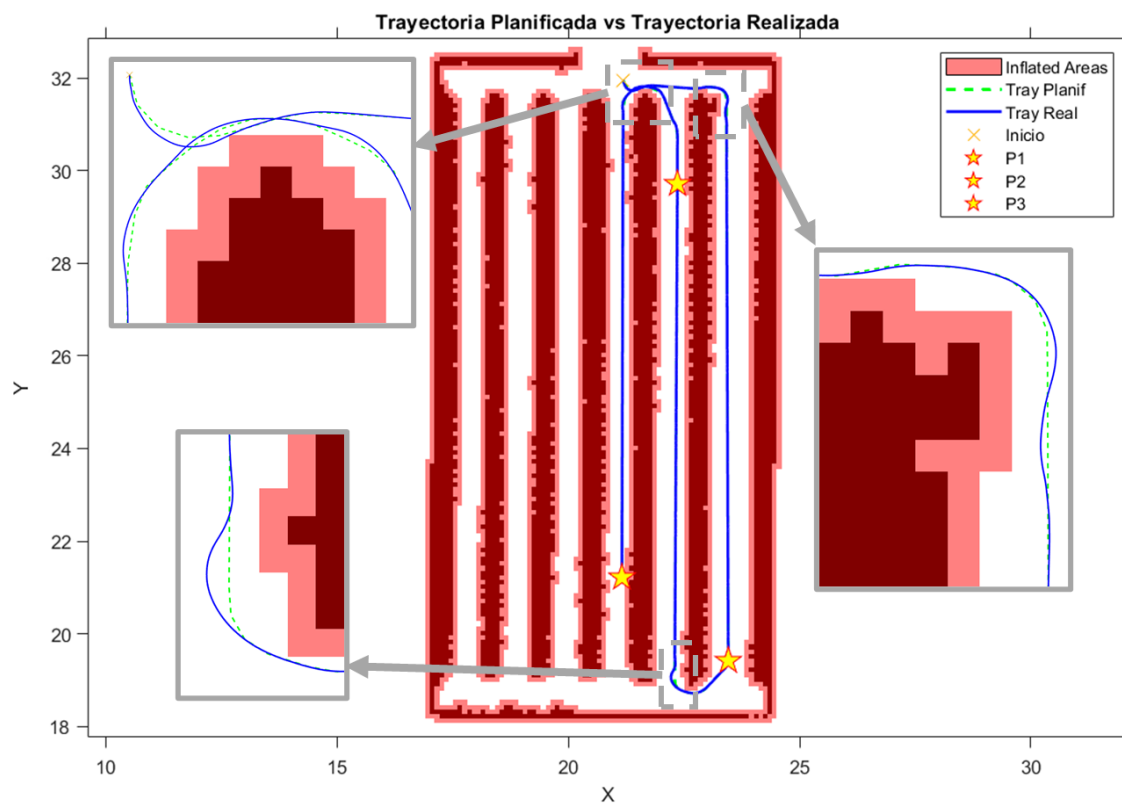 Trayectoria Planificada vs Trayectoria Realizada
32
30
28
26
24
22
20
18
Y
10
15
20
25
30
X
Inflated Areas
Tray Planif
Tray Real
Inicio
P1
P2
P3